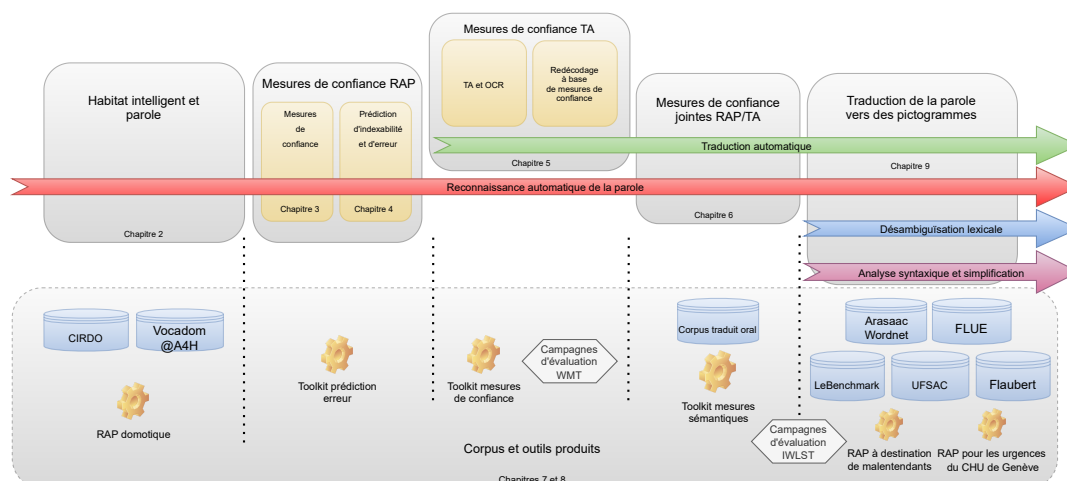 Habitat intelligent et
parole
Chapitre 2
Mesures de confiance RAP
Mesures
de
confiance
Chapitre 3
Prédiction
d'indexabilité
et d'erreur
Chapitre 4
Mesures de confiance TA
TA et OCR
Redécodage
à base
de mesures de
confiance
Chapitre 5
Mesures de confiance
jointes RAP/TA
Chapitre 6
Traduction de la parole
vers des pictogrammes
Chapitre 9
Traduction automatique
Reconnaissance automatique de la parole
Désambiguïsation lexicale
Analyse syntaxique et simplification
CIRDO
Vocadom
@A4H
RAP domotique
Toolkit prédiction
erreur
Toolkit mesures
de confiance
Campagnes
d'évaluation
WMT
Corpus traduit oral
Toolkit mesures
sémantiques
Campagnes
d'évaluation
IWLST
Arasaac
Wordnet
FLUE
LeBenchmark
UFSAC
Flaubert
RAP à destination
de malentendants
RAP pour les urgences
du CHU de Genève
Corpus et outils produits
Chapitres 7 et 8